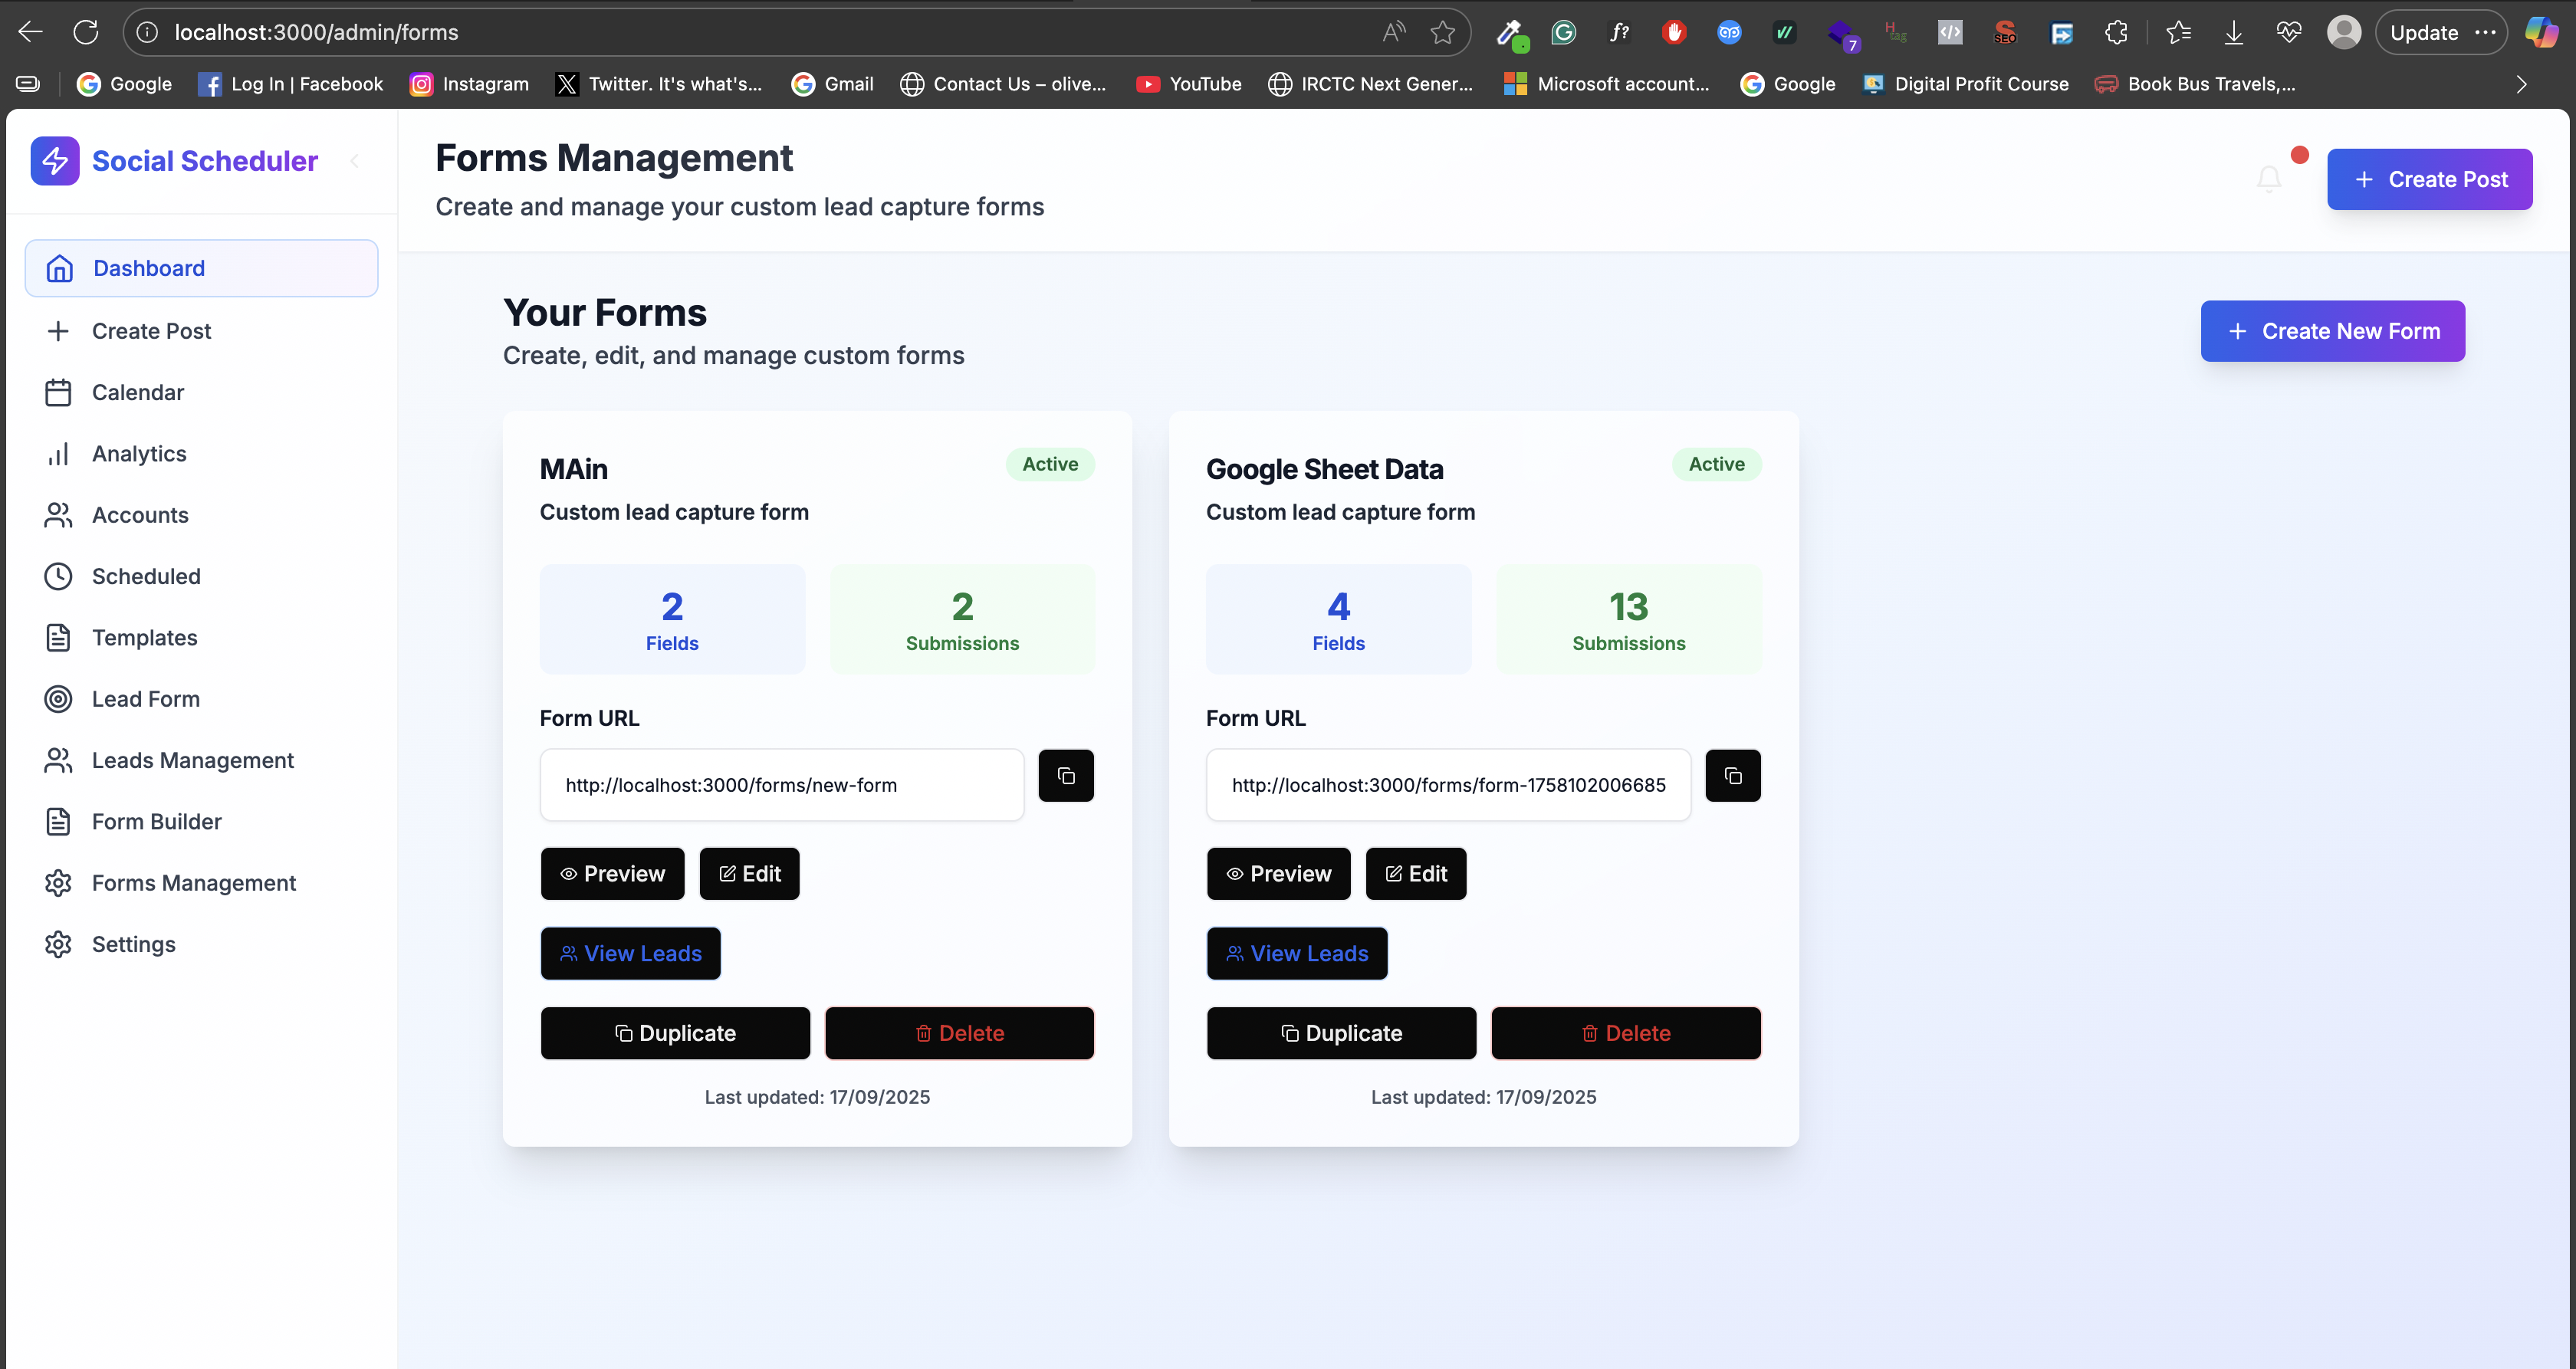 localhost:3000/admin/forms
Update
7
Google
Log In | Facebook
Instagram
Twitter. It's what's...
Gmail
Contact Us – olive...
YouTube
IRCTC Next Gener...
Microsoft account...
Google
Digital Profit Course
Book Bus Travels,...
Social Scheduler
Dashboard
Create Post
Calendar
Analytics
Accounts
Scheduled
Templates
Lead Form
Leads Management
Form Builder
Forms Management
Settings
Forms Management
Create and manage your custom lead capture forms
Create Post
Your Forms
Create, edit, and manage custom forms
Create New Form
MAin
Active
Custom lead capture form
2
Fields
2
Submissions
Form URL
http://localhost:3000/forms/new-form
Preview
Edit
View Leads
Duplicate
Delete
Last updated: 17/09/2025
Google Sheet Data
Active
Custom lead capture form
4
Fields
13
Submissions
Form URL
http://localhost:3000/forms/form-1758102006685
Preview
Edit
View Leads
Duplicate
Delete
Last updated: 17/09/2025